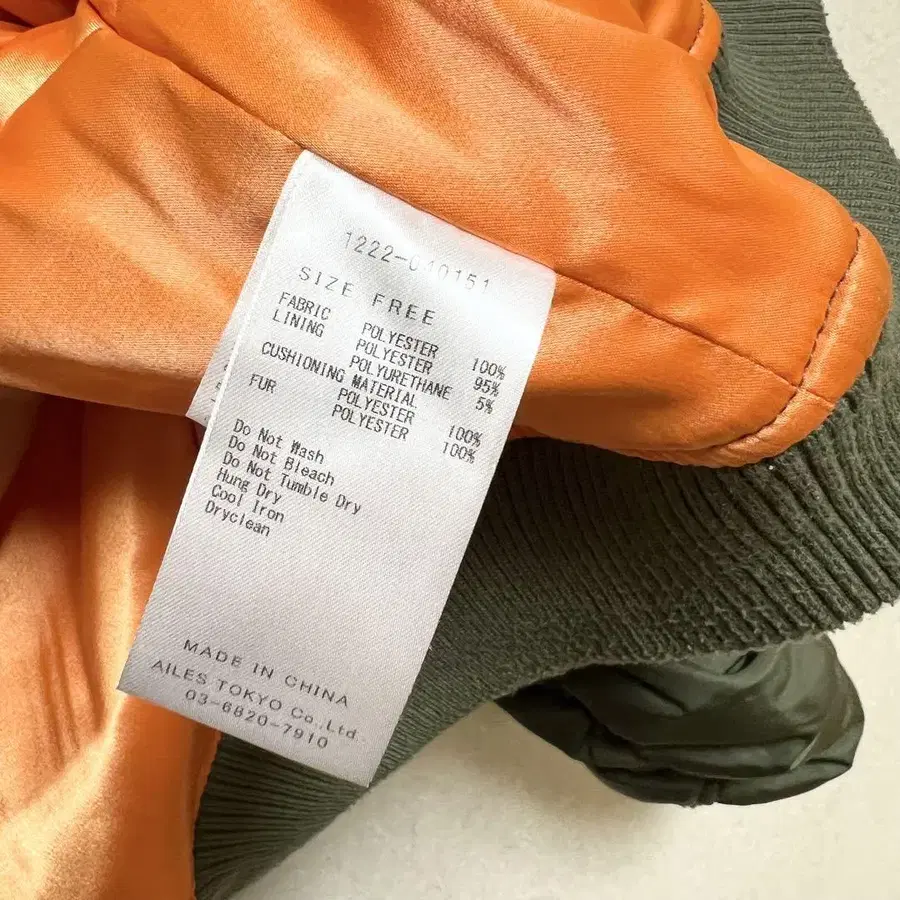 1222-040151
SIZE FREE
FABRIC POLYESTER 100%
LINING POLYESTER 95%
POLYURETHANE 5%
CUSHIONING MATERIAL
POLYESTER 100%
FUR POLYESTER 100%
Do Not Wash
Do Not Bleach
Do Not Tumble Dry
Hung Dry
Cool Iron
Dryclean
MADE IN CHINA
AILES TOKYO Co.,Ltd.
03-6820-7910